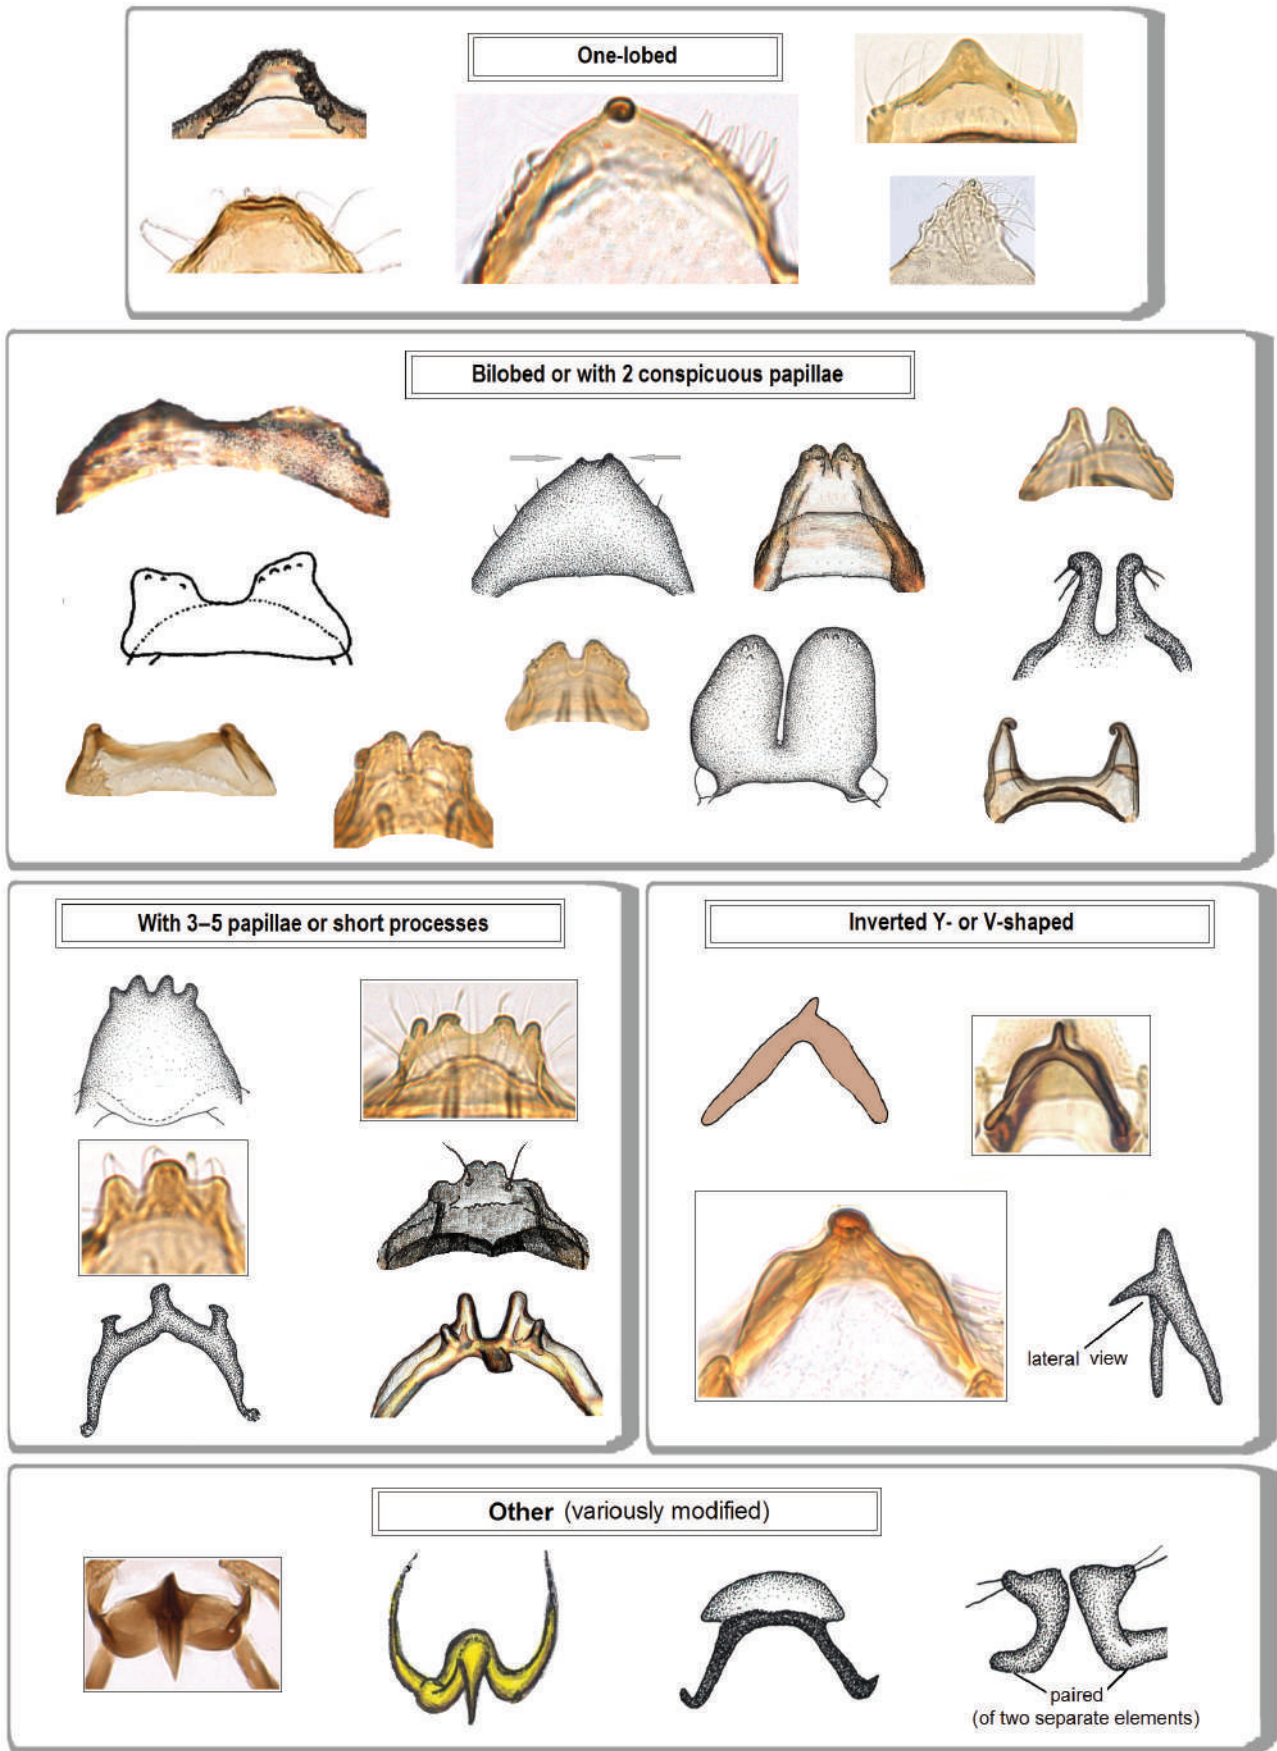 One-lobed
Bilobed or with 2 conspicuous papillae
With 3–5 papillae or short processes
Inverted Y- or V-shaped
lateral view
Other (variously modified)
paired
(of two separate elements)